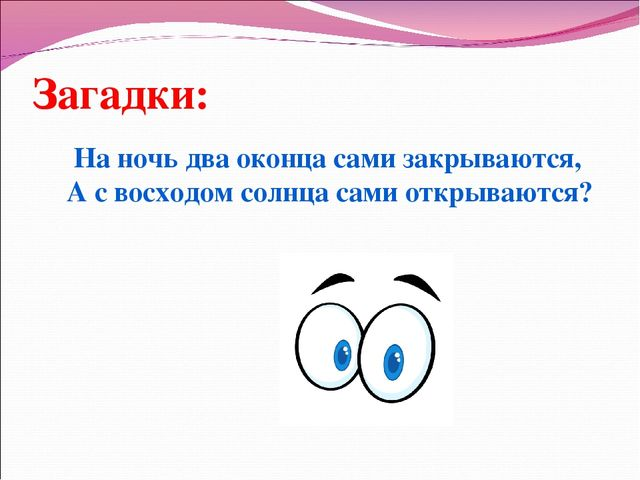 Загадки:
На ночь два оконца сами закрываются,
А с восходом солнца сами открываются?